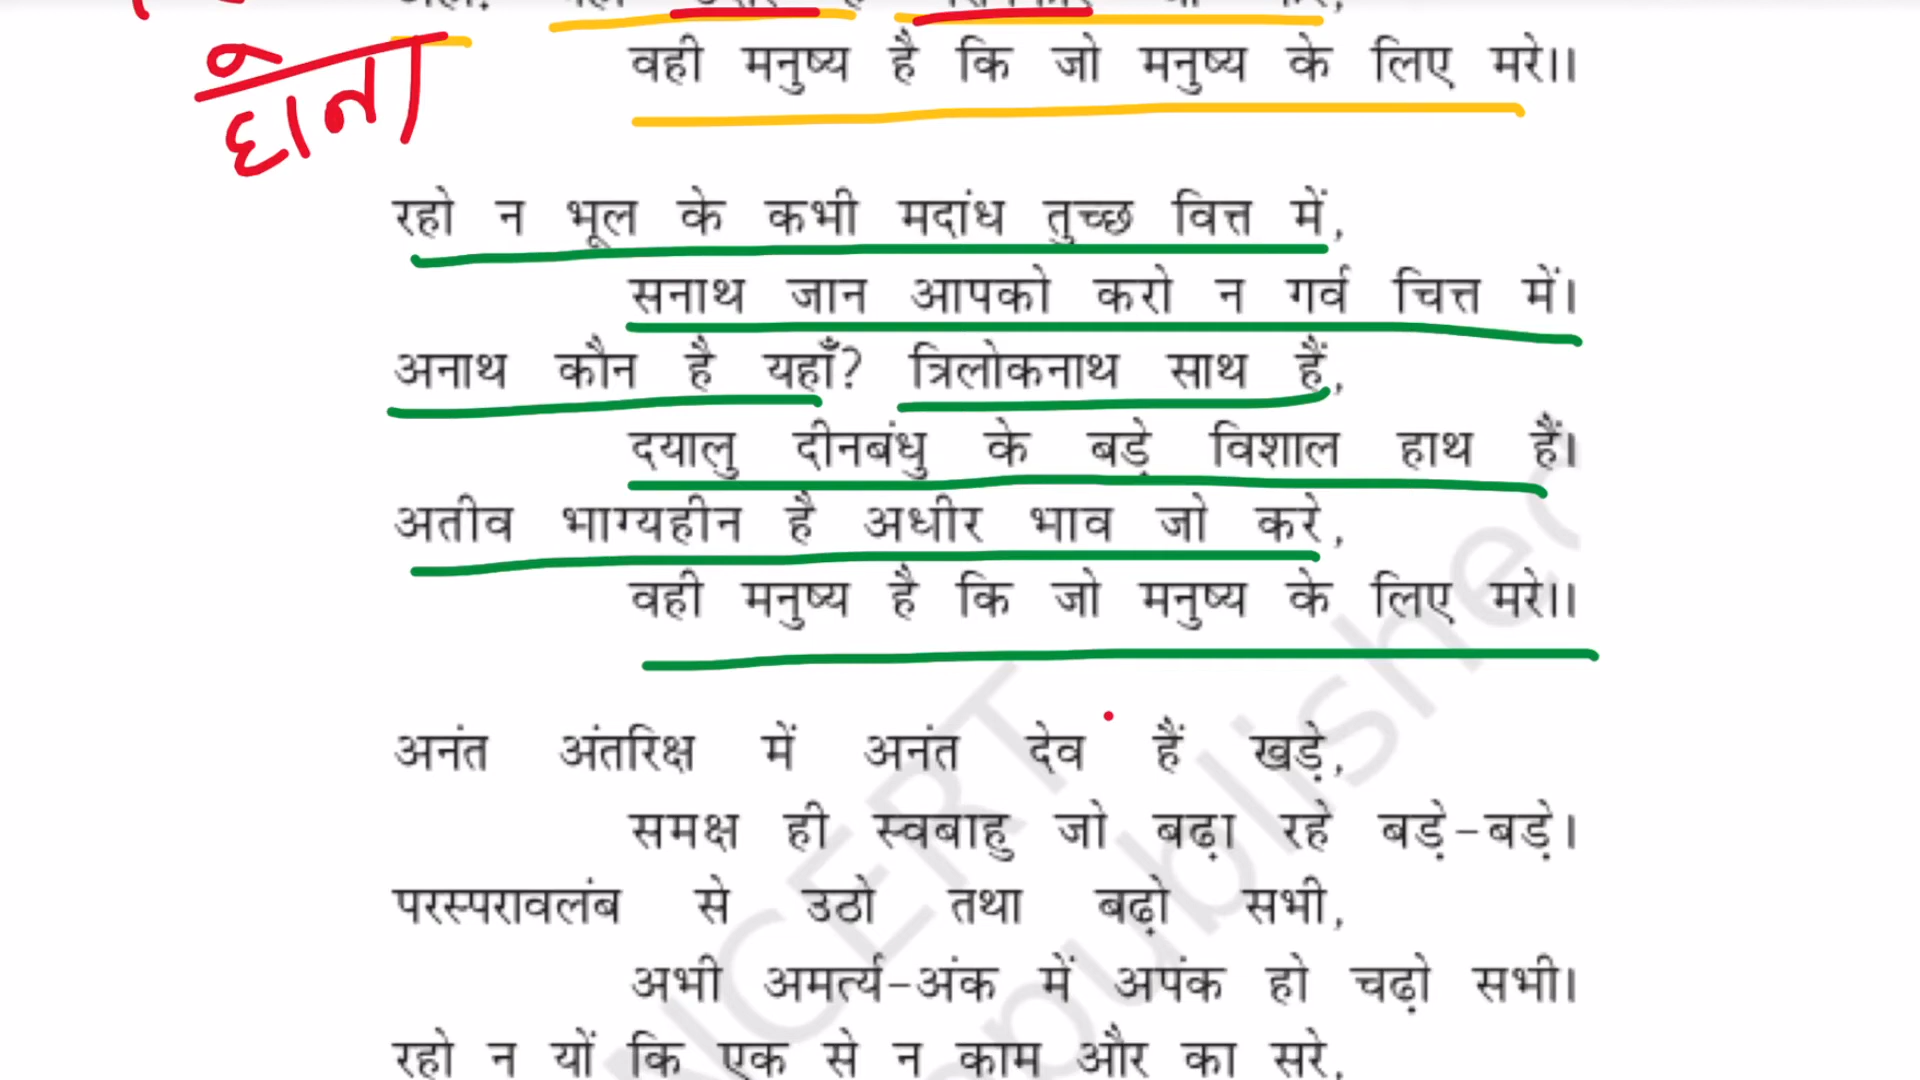 होना
वही मनुष्य है कि जो मनुष्य के लिए मरे।।
रहो न भूल के कभी मदांध तुच्छ वित्त में,
सनाथ जान आपको करो न गर्व चित्त में।
अनाथ कौन है यहाँ? त्रिलोकनाथ साथ हैं,
दयालु दीनबंधु के बड़े विशाल हाथ हैं।
अतीव भाग्यहीन है अधीर भाव जो करे,
वही मनुष्य है कि जो मनुष्य के लिए मरे।।
अनंत अंतरिक्ष में अनंत देव हैं खड़े,
समक्ष ही स्वबाहु जो बढ़ा रहे बड़े-बड़े।
परस्परावलंब से उठो तथा बढ़ो सभी,
अभी अमर्त्य-अंक में अपंक हो चढ़ो सभी।
रहो न यों कि एक से न काम और का सरे,
NCERT